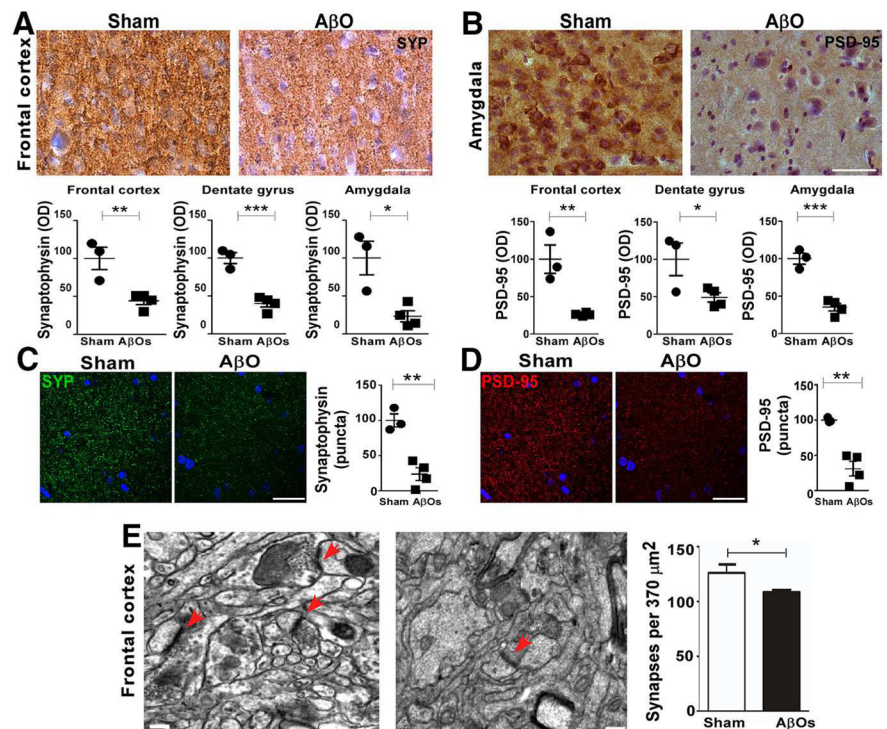 A
Sham
AβO
SYP
Frontal cortex
B
Sham
AβO
PSD-95
Amygdala
Frontal cortex
Dentate gyrus
Amygdala
Synaptophysin (OD)
150
100
50
0
**
Sham AβOs
Synaptophysin (OD)
150
100
50
0
***
Sham AβOs
Synaptophysin (OD)
150
100
50
0
*
Sham AβOs
Frontal cortex
Dentate gyrus
Amygdala
PSD-95 (OD)
150
100
50
0
**
Sham AβOs
PSD-95 (OD)
150
100
50
0
*
Sham AβOs
PSD-95 (OD)
150
100
50
0
***
Sham AβOs
C
Sham
AβO
SYP
Synaptophysin
(puncta)
150
100
50
0
**
Sham AβOs
D
Sham
AβO
PSD-95
PSD-95
(puncta)
150
100
50
0
**
Sham AβOs
E
Frontal cortex
Synapses per 370 µm2
150
100
50
0
*
Sham
AβOs